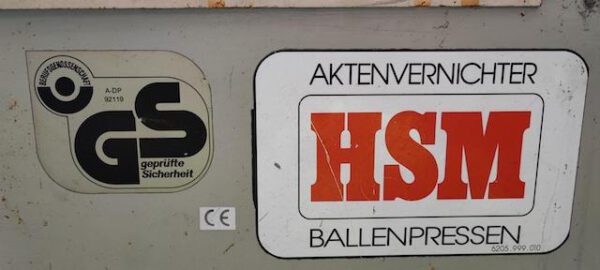 BERUFSGENOSSENSCHAFT
A-DP
92119
GS
geprüfte
Sicherheit
CE
AKTENVERNICHTER
HSM
BALLENPRESSEN
6205.999.010